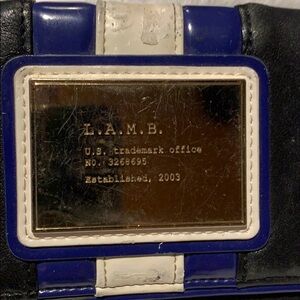 L.A.M.B.
U.S. trademark office
NO. 3268695
Established, 2003